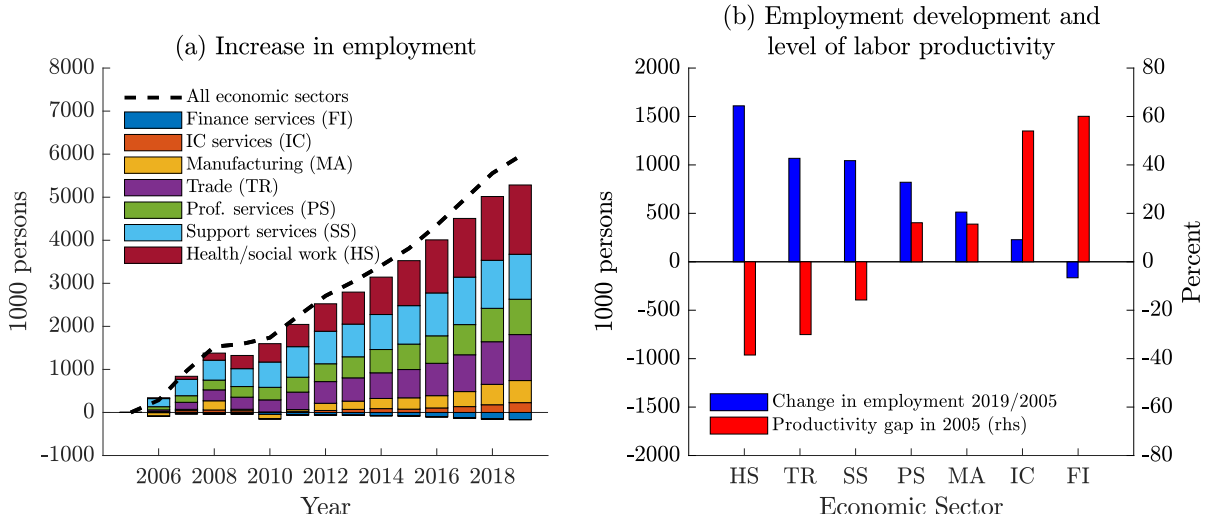 (a) Increase in employment
8000
7000
6000
5000
4000
3000
2000
1000
0
-1000
1000 persons
All economic sectors
Finance services (FI)
IC services (IC)
Manufacturing (MA)
Trade (TR)
Prof. services (PS)
Support services (SS)
Health/social work (HS)
2006 2008 2010 2012 2014 2016 2018
Year
(b) Employment development and
level of labor productivity
2000
1500
1000
500
0
-500
-1000
-1500
-2000
1000 persons
80
60
40
20
0
-20
-40
-60
-80
Percent
Change in employment 2019/2005
Productivity gap in 2005 (rhs)
HS TR SS PS MA IC FI
Economic Sector